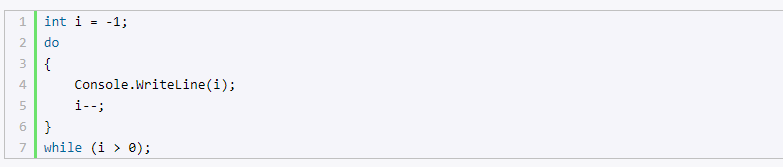 1 int i = -1;
2 do
3 {
4     Console.WriteLine(i);
5     i--;
6 }
7 while (i > 0);